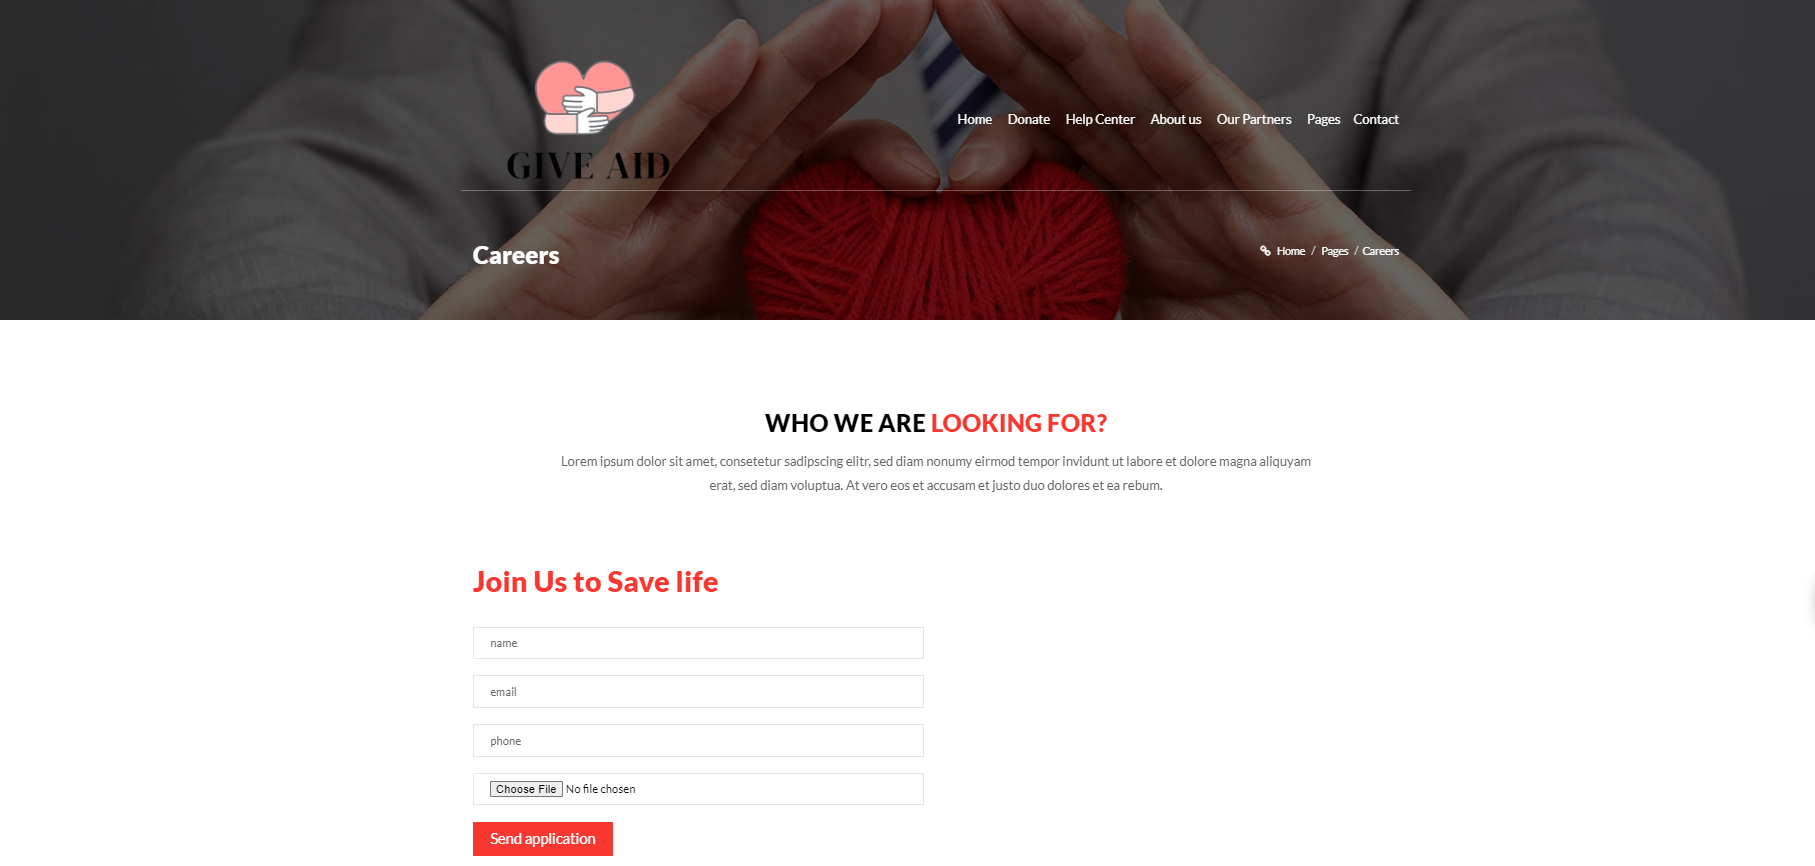 Home Donate Help Center About us Our Partners Pages Contact
GIVE AID
Careers
Home / Pages / Careers
WHO WE ARE LOOKING FOR?
Lorem ipsum dolor sit amet, consetetur sadipscing elitr, sed diam nonumy eirmod tempor invidunt ut labore et dolore magna aliquyam
erat, sed diam voluptua. At vero eos et accusam et justo duo dolores et ea rebum.
Join Us to Save life
name
email
phone
Choose File No file chosen
Send application